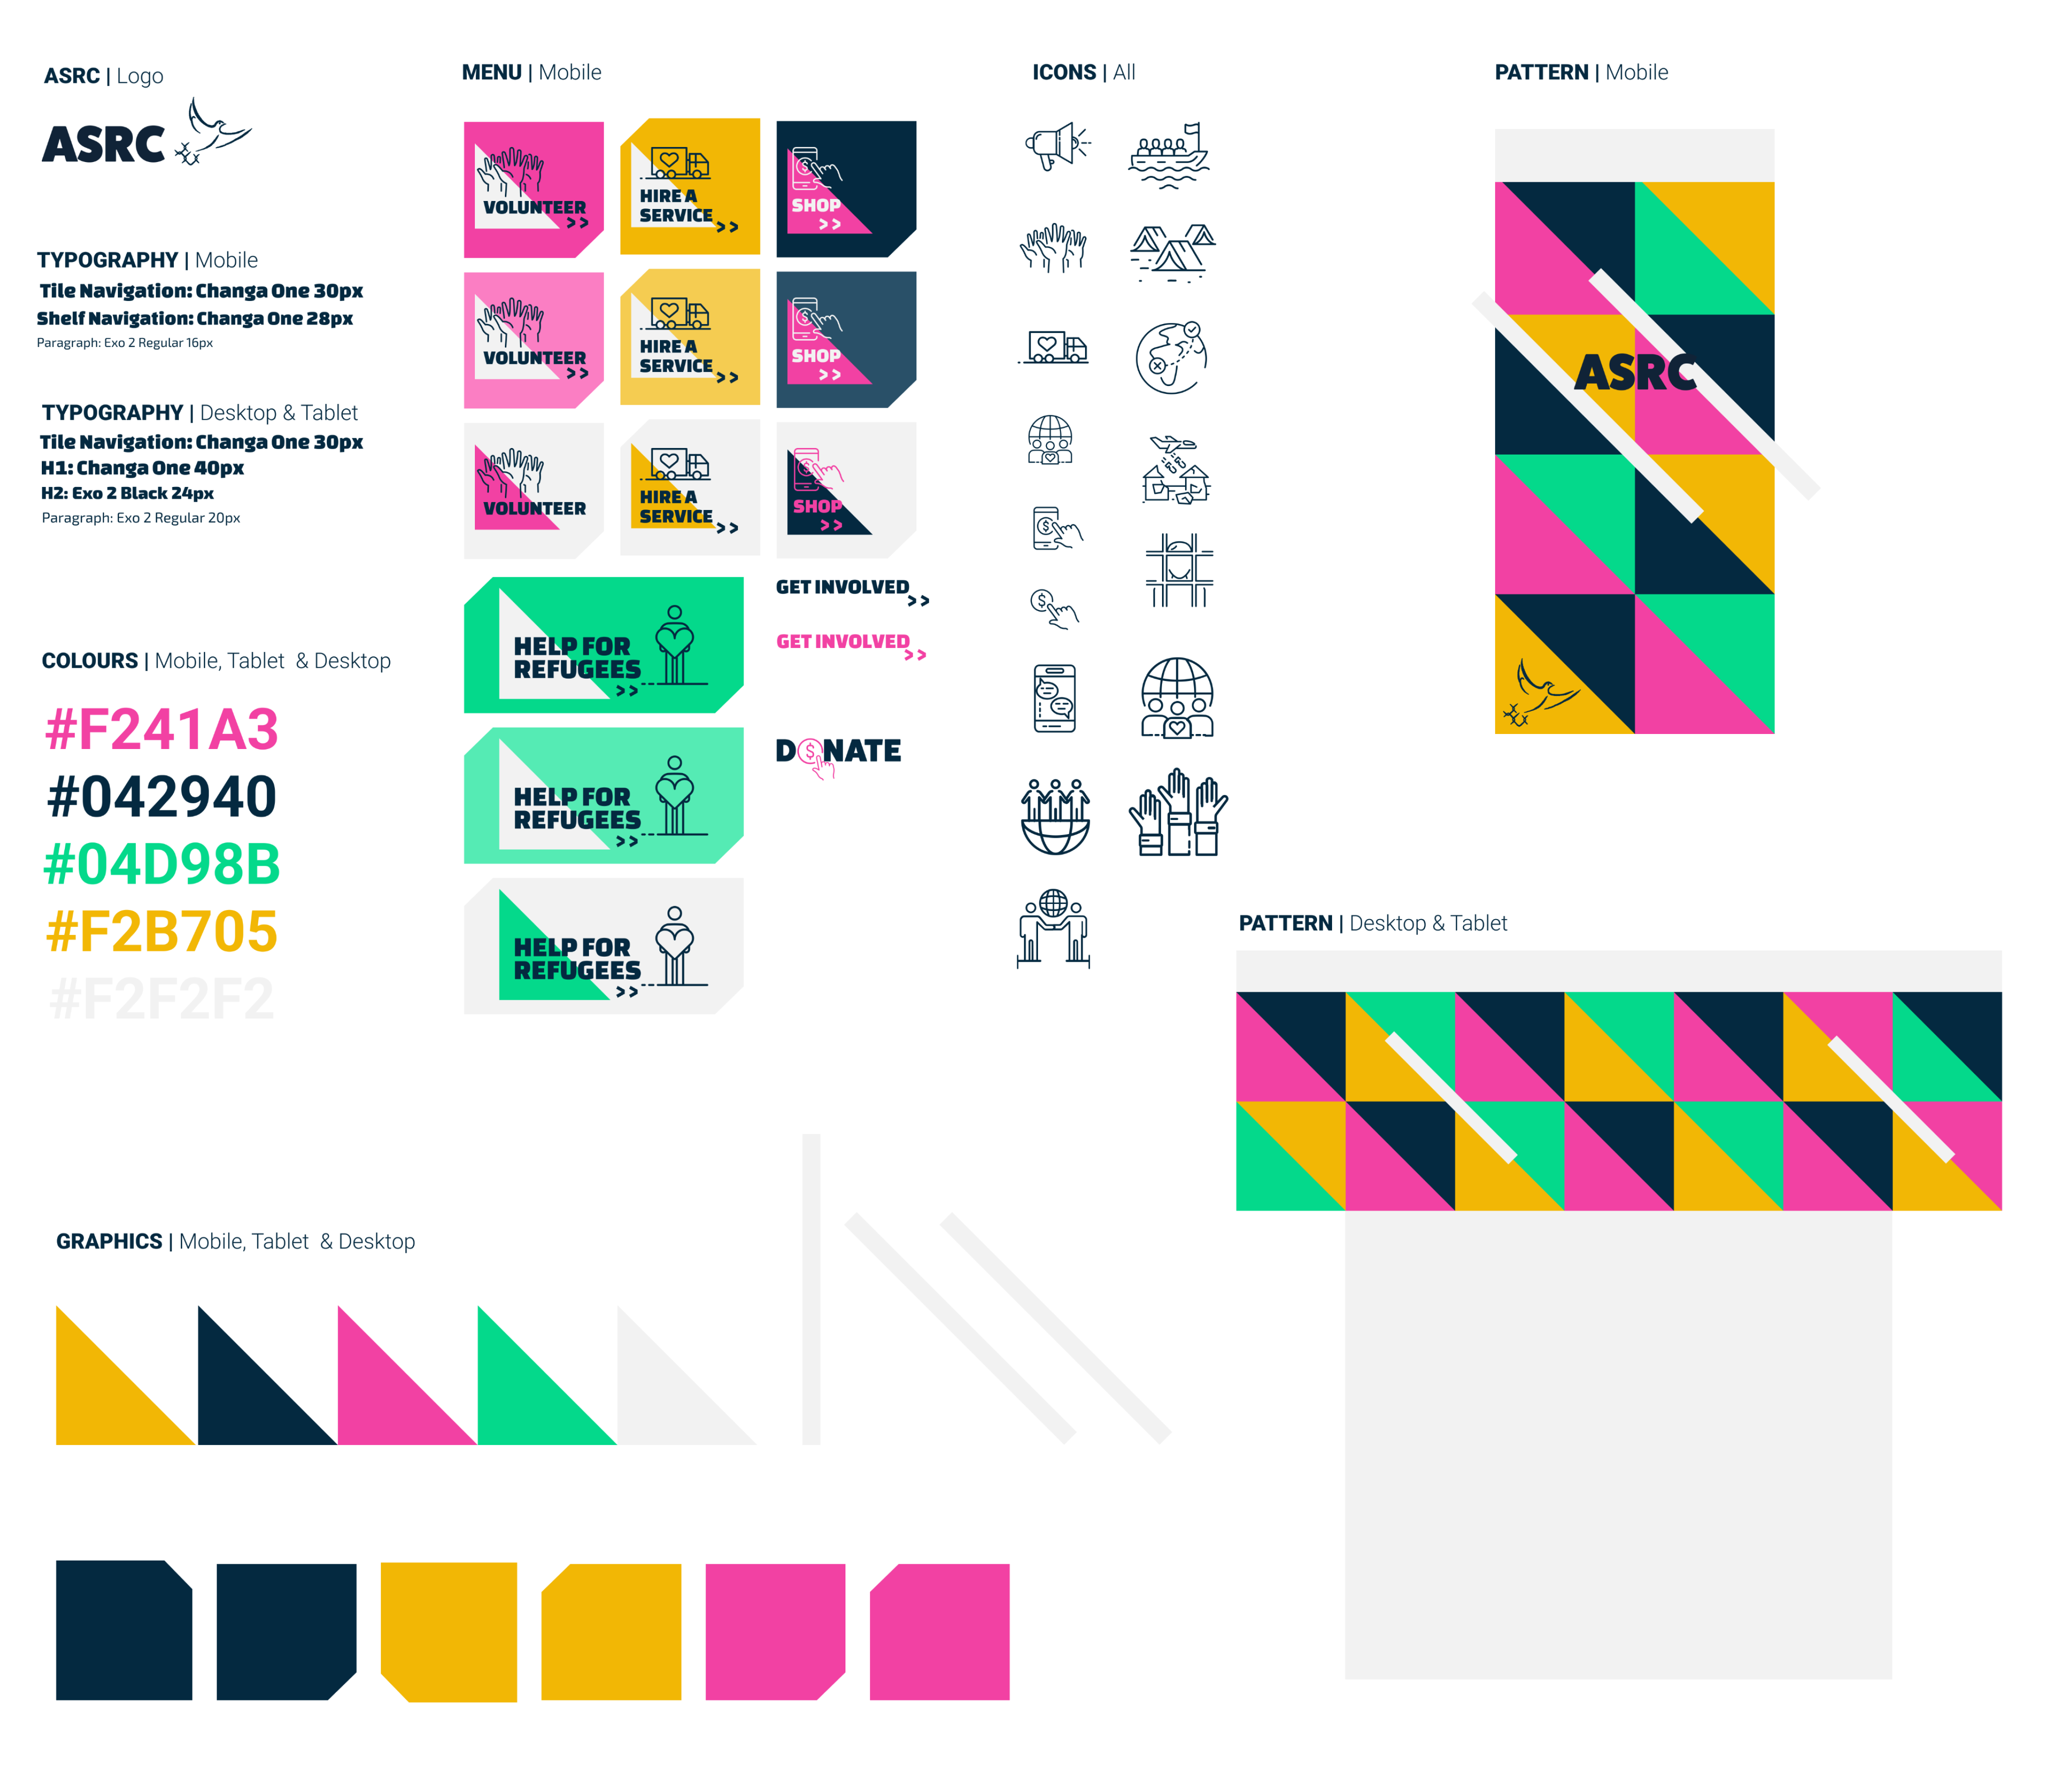 ASRC | Logo
ASRC
TYPOGRAPHY | Mobile
Tile Navigation: Changa One 30px
Shelf Navigation: Changa One 28px
Paragraph: Exo 2 Regular 16px
TYPOGRAPHY | Desktop & Tablet
Tile Navigation: Changa One 30px
H1: Changa One 40px
H2: Exo 2 Black 24px
Paragraph: Exo 2 Regular 20px
COLOURS | Mobile, Tablet & Desktop
#F241A3
#042940
#04D98B
#F2B705
#F2F2F2
MENU | Mobile
VOLUNTEER
>>
HIRE A
SERVICE
>>
$
SHOP
>>
VOLUNTEER
>>
HIRE A
SERVICE
>>
$
SHOP
>>
VOLUNTEER
HIRE A
SERVICE
>>
$
SHOP
>>
HELP FOR
REFUGEES
>>
HELP FOR
REFUGEES
>>
HELP FOR
REFUGEES
>>
GET INVOLVED
>>
GET INVOLVED
>>
D$NATE
ICONS | All
$
$
PATTERN | Mobile
ASRC
PATTERN | Desktop & Tablet
GRAPHICS | Mobile, Tablet & Desktop